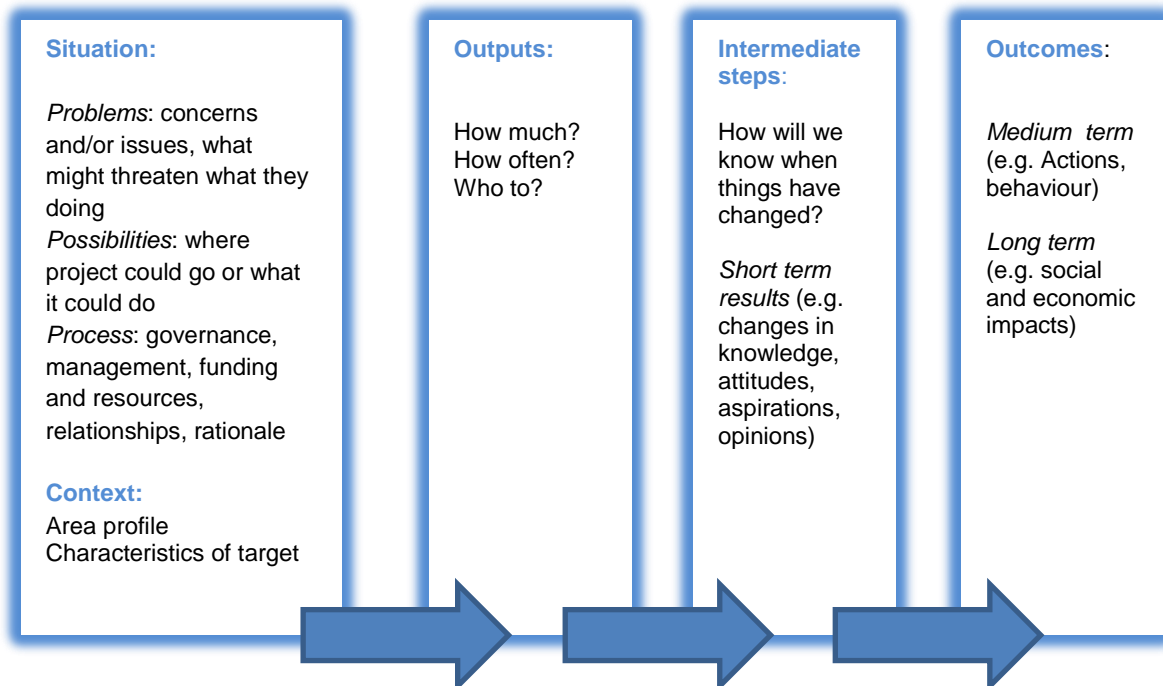 Situation:
Problems: concerns
and/or issues, what
might threaten what they
doing
Possibilities: where
project could go or what
it could do
Process: governance,
management, funding
and resources,
relationships, rationale
Context:
Area profile
Characteristics of target
Outputs:
How much?
How often?
Who to?
Intermediate
steps:
How will we
know when
things have
changed?
Short term
results (e.g.
changes in
knowledge,
attitudes,
aspirations,
opinions)
Outcomes:
Medium term
(e.g. Actions,
behaviour)
Long term
(e.g. social
and economic
impacts)